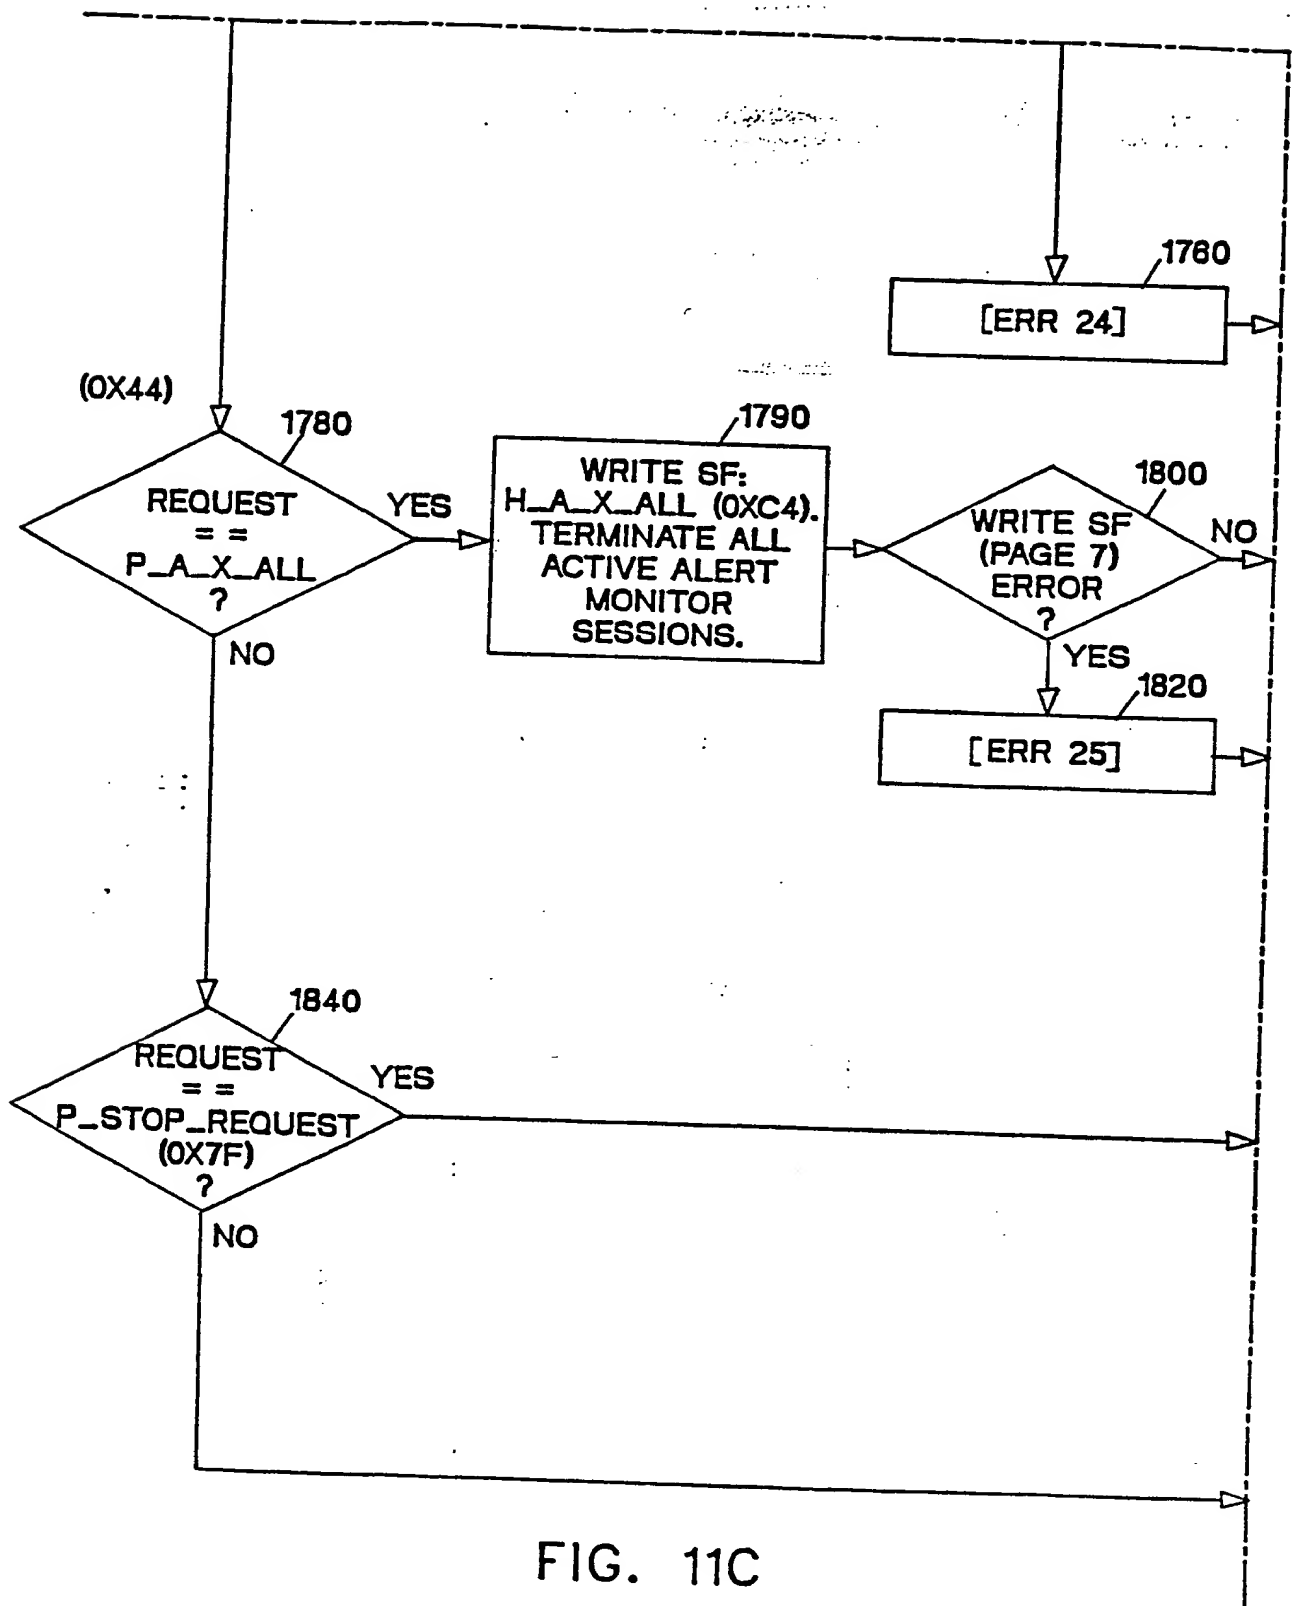 1760
[ERR 24]
(0X44)
1780
REQUEST
= =
P_A_X_ALL
?
YES
NO
1790
WRITE SF:
H_A_X_ALL (0XC4).
TERMINATE ALL
ACTIVE ALERT
MONITOR
SESSIONS.
1800
WRITE SF
(PAGE 7)
ERROR
?
NO
YES
1820
[ERR 25]
1840
REQUEST
= =
P_STOP_REQUEST
(0X7F)
?
YES
NO
FIG. 11C